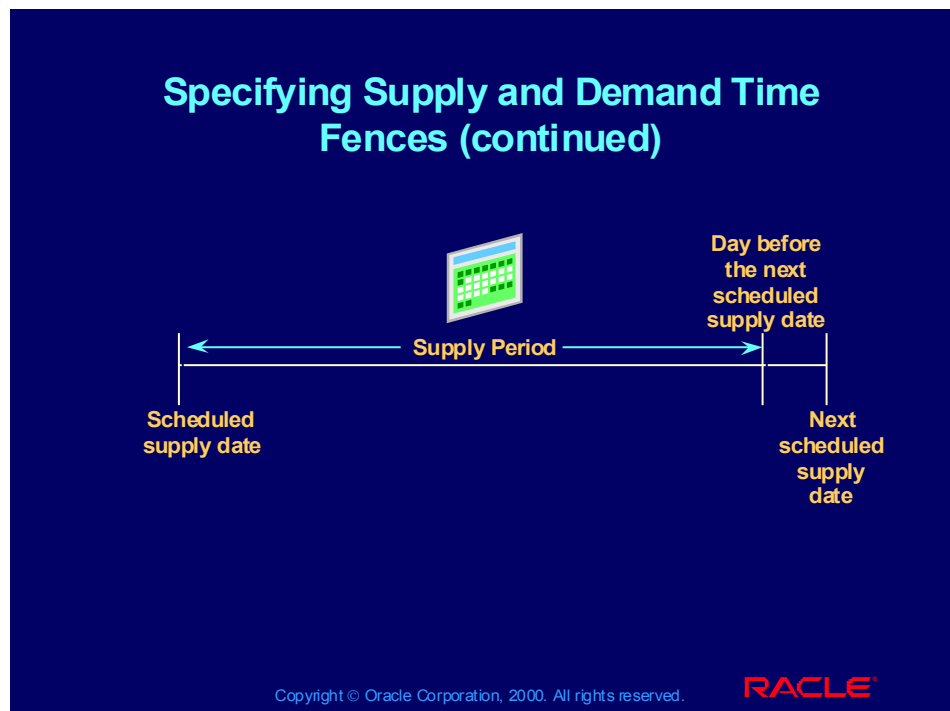 Specifying Supply and Demand Time
Fences (continued)
Day before
the next
scheduled
supply date
Supply Period
Scheduled
supply date
Next
scheduled
supply
date
Copyright © Oracle Corporation, 2000. All rights reserved.
RACLE®